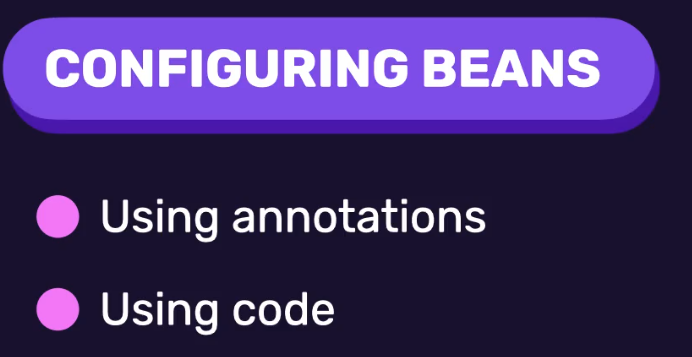 CONFIGURING BEANS
Using annotations
Using code